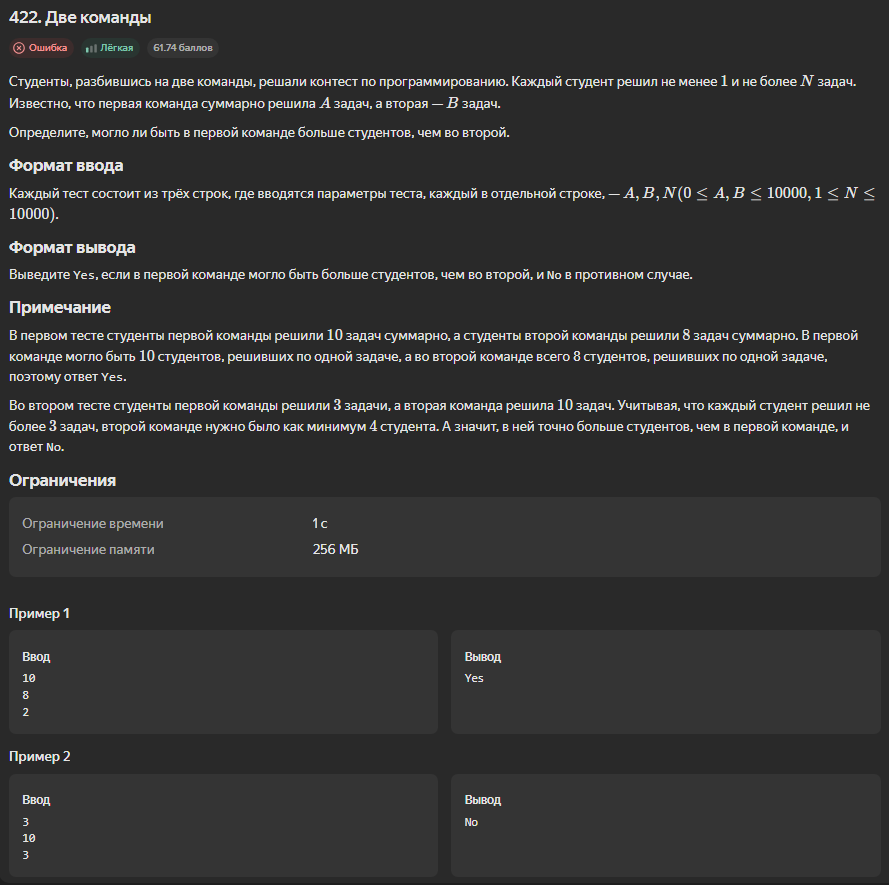 422. Две команды
Ошибка Лёгкая 61.74 баллов
Студенты, разбившись на две команды, решали контест по программированию. Каждый студент решил не менее 1 и не более N задач.
Известно, что первая команда суммарно решила A задач, а вторая — B задач.
Определите, могло ли быть в первой команде больше студентов, чем во второй.
Формат ввода
Каждый тест состоит из трёх строк, где вводятся параметры теста, каждый в отдельной строке, — A, B, N(0 ≤ A, B ≤ 10000, 1 ≤ N ≤
10000).
Формат вывода
Выведите Yes, если в первой команде могло быть больше студентов, чем во второй, и No в противном случае.
Примечание
В первом тесте студенты первой команды решили 10 задач суммарно, а студенты второй команды решили 8 задач суммарно. В первой
команде могло быть 10 студентов, решивших по одной задаче, а во второй команде всего 8 студентов, решивших по одной задаче,
поэтому ответ Yes.
Во втором тесте студенты первой команды решили 3 задачи, а вторая команда решила 10 задач. Учитывая, что каждый студент решил не
более 3 задач, второй команде нужно было как минимум 4 студента. А значит, в ней точно больше студентов, чем в первой команде, и
ответ No.
Ограничения
Ограничение времени 1 с
Ограничение памяти 256 МБ
Пример 1
Ввод
10
8
2
Вывод
Yes
Пример 2
Ввод
3
10
3
Вывод
No